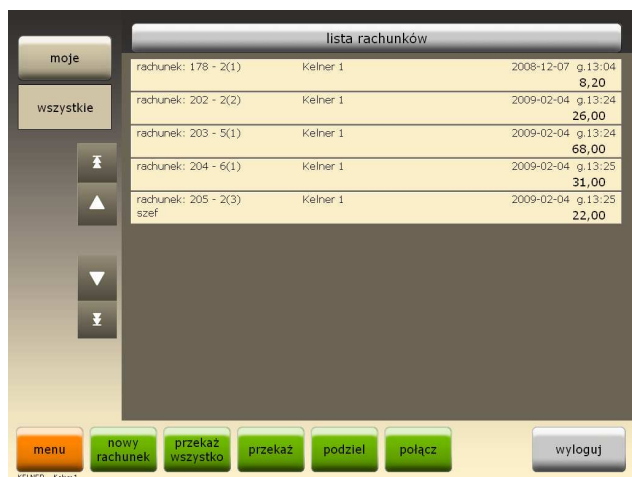 lista rachunków
moje
wszystkie
rachunek: 178 - 2(1) Kelner 1 2008-12-07 g.13:04
8,20
rachunek: 202 - 2(2) Kelner 1 2009-02-04 g.13:24
26,00
rachunek: 203 - 5(1) Kelner 1 2009-02-04 g.13:24
68,00
rachunek: 204 - 6(1) Kelner 1 2009-02-04 g.13:25
31,00
rachunek: 205 - 2(3) Kelner 1 2009-02-04 g.13:25
szef 22,00
menu
nowy
rachunek
przekaż
wszystko
przekaż
podziel
połącz
wyloguj